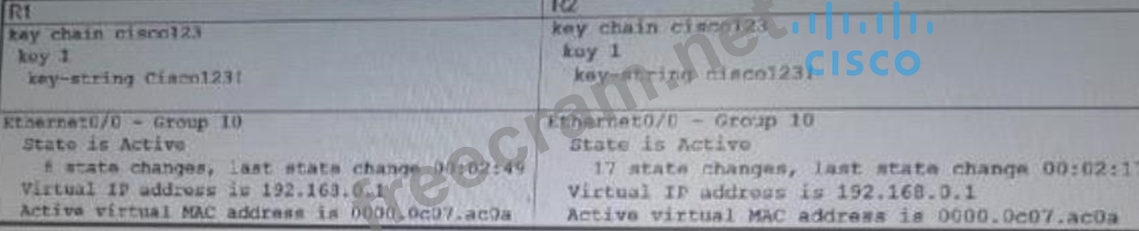 R1
key chain cisco123
key 1
key-string Cisco123!
Ethernet0/0 - Group 10
State is Active
8 state changes, last state change 00:02:49
Virtual IP address is 192.168.0.1
Active virtual MAC address is 0000.0c07.ac0a
R2
key chain cisco123
key 1
key-string cisco123!
Ethernet0/0 - Group 10
State is Active
17 state changes, last state change 00:02:17
Virtual IP address is 192.168.0.1
Active virtual MAC address is 0000.0c07.ac0a
freecram.net
CISCO